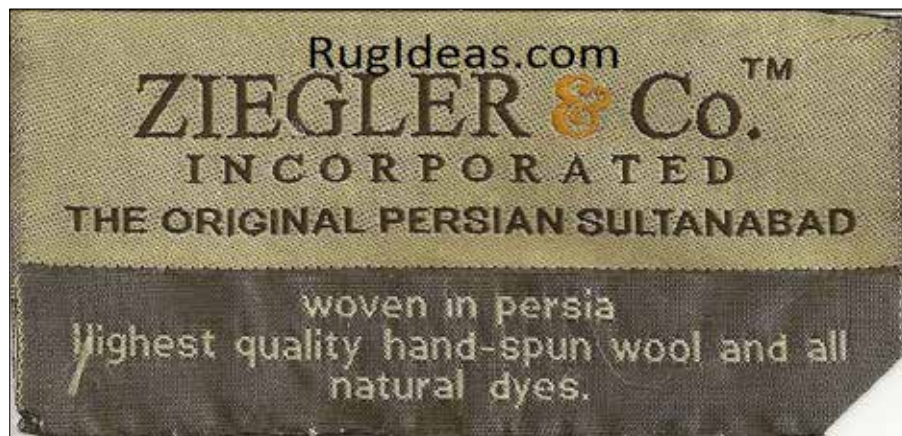 RugIdeas.com
ZIEGLER & Co.™
INCORPORATED
THE ORIGINAL PERSIAN SULTANABAD
woven in persia
Highest quality hand-spun wool and all
natural dyes.